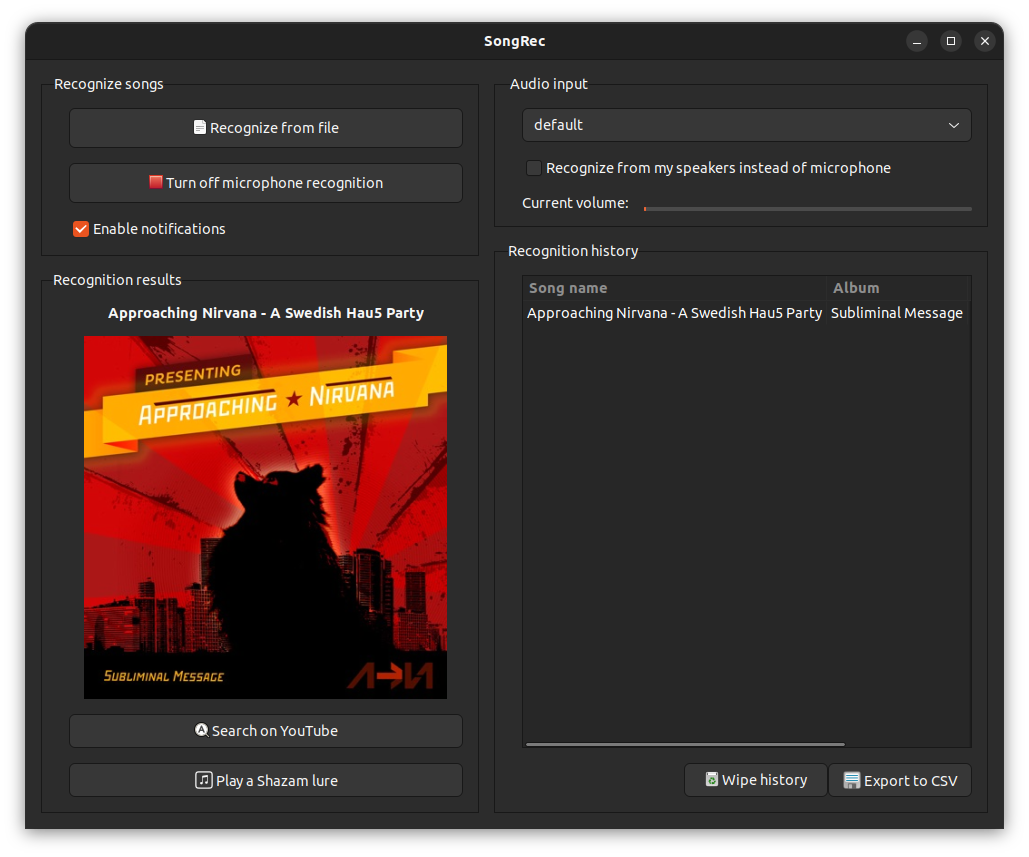 SongRec
Recognize songs
Recognize from file
Turn off microphone recognition
Enable notifications
Recognition results
Approaching Nirvana - A Swedish Hau5 Party
PRESENTING
APPROACHING ★ NIRVANA
SUBLIMINAL MESSAGE
Search on YouTube
Play a Shazam lure
Audio input
default
Recognize from my speakers instead of microphone
Current volume:
Recognition history
Song name Album
Approaching Nirvana - A Swedish Hau5 Party Subliminal Message
Wipe history Export to CSV